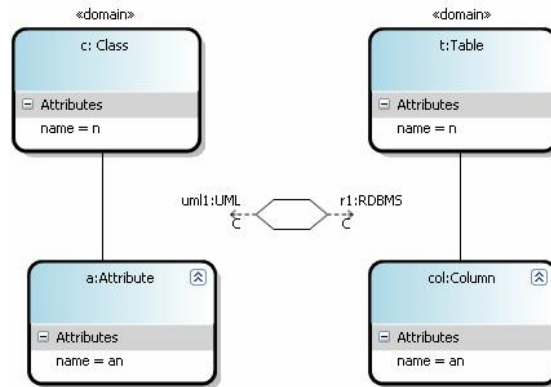 «domain»
«domain»
c: Class
t:Table
Attributes
Attributes
name = n
name = n
uml1:UML
r1:RDBMS
C
C
a:Attribute
col:Column
Attributes
Attributes
name = an
name = an